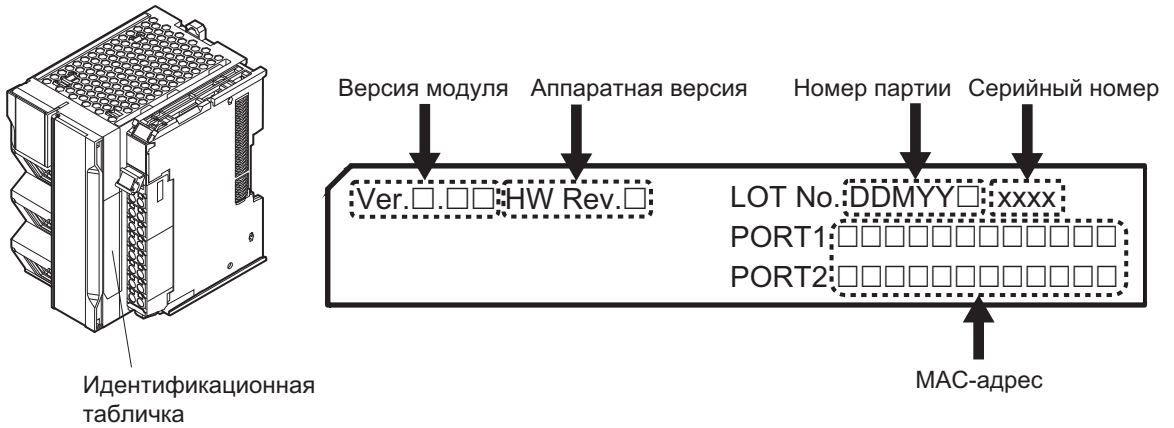 Версия модуля Аппаратная версия Номер партии Серийный номер
Ver.□.□□ HW Rev.□ LOT No. DDMYY□ xxxx
PORT1 □□□□□□□□□□□□
PORT2 □□□□□□□□□□□□
MAC-адрес
Идентификационная
табличка